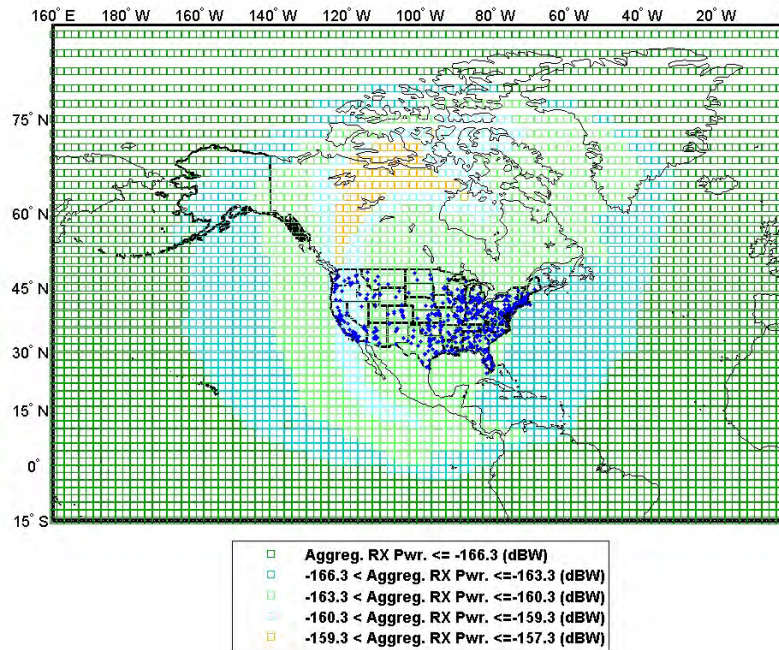 160° E 180° W 160° W 140° W 120° W 100° W 80° W 60° W 40° W 20° W
75° N
60° N
45° N
30° N
15° N
0°
15° S
Aggreg. RX Pwr. <= -166.3 (dBW)
-166.3 < Aggreg. RX Pwr. <=-163.3 (dBW)
-163.3 < Aggreg. RX Pwr. <=-160.3 (dBW)
-160.3 < Aggreg. RX Pwr. <=-159.3 (dBW)
-159.3 < Aggreg. RX Pwr. <=-157.3 (dBW)